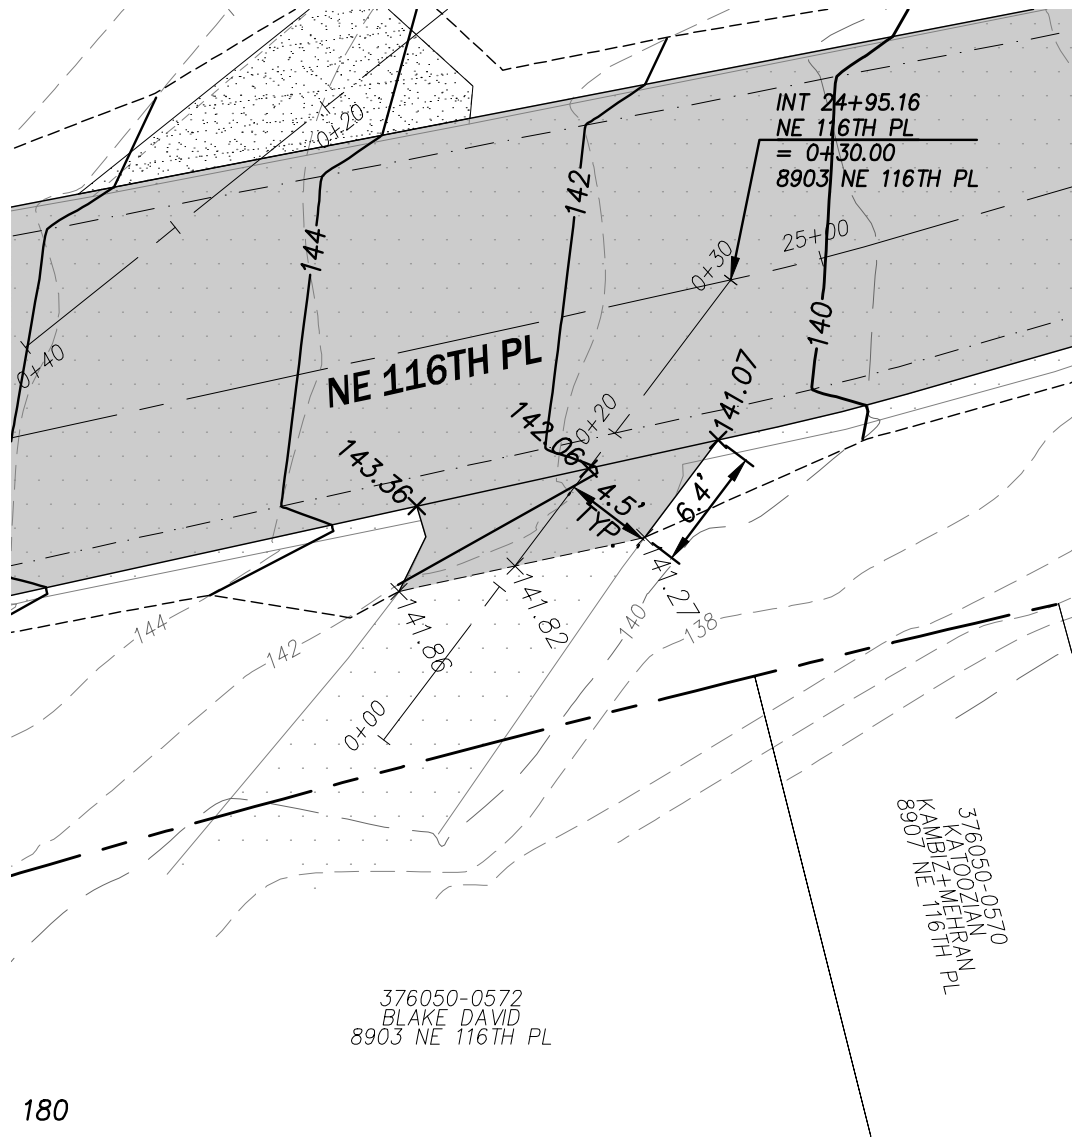 INT 24+95.16
NE 116TH PL
= 0+30.00
8903 NE 116TH PL
0+20
142
144
25+00
0+30
140
0+40
NE 116TH PL
141.07
142.06
0+20
143.36
4.5'
TYP.
6.4'
141.27
141.82
141.86
140
138
144
142
0+00
376050-0570
KATOOZIAN
KAMBIZ+MEHRAN
8907 NE 116TH PL
376050-0572
BLAKE DAVID
8903 NE 116TH PL
180